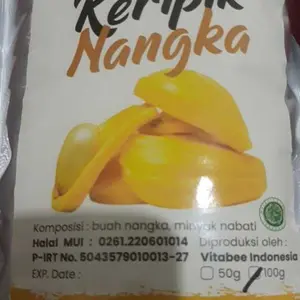 Keripik
Nangka
Komposisi : buah nangka, minyak nabati
Halal MUI : 0261.220601014 Diproduksi oleh :
P-IRT No. 5043579010013-27 Vitabee Indonesia
EXP. Date : 50g 100g